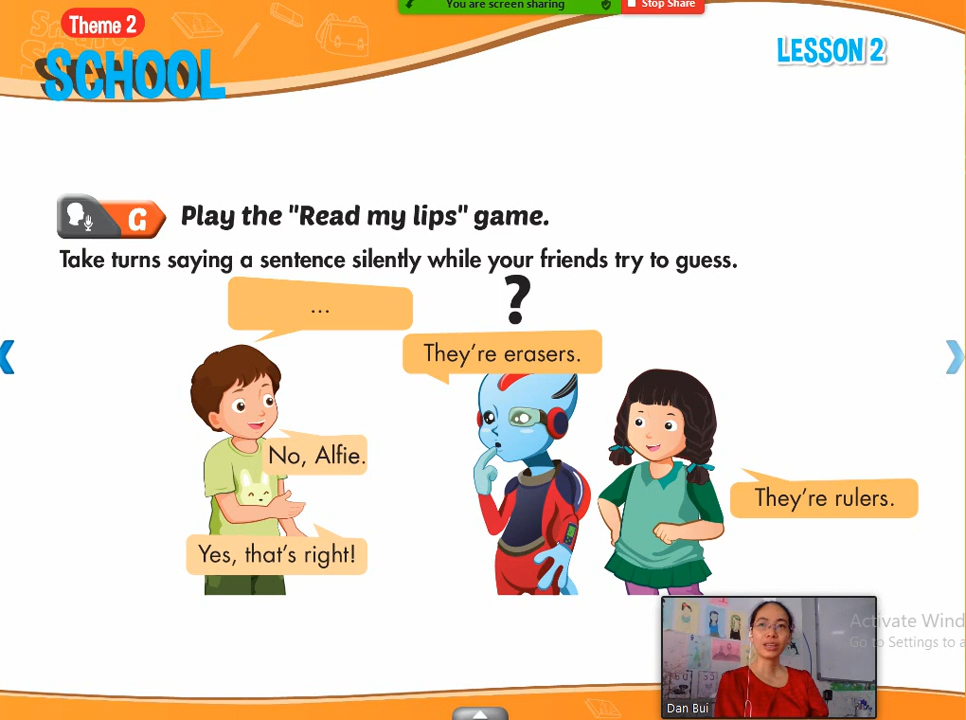 You are screen sharing
Stop Share
Theme 2
SCHOOL
LESSON 2
G
Play the "Read my lips" game.
Take turns saying a sentence silently while your friends try to guess.
...
?
They're erasers.
No, Alfie.
They're rulers.
Yes, that's right!
Activate Wind
Go to Settings to a
Dan Bui